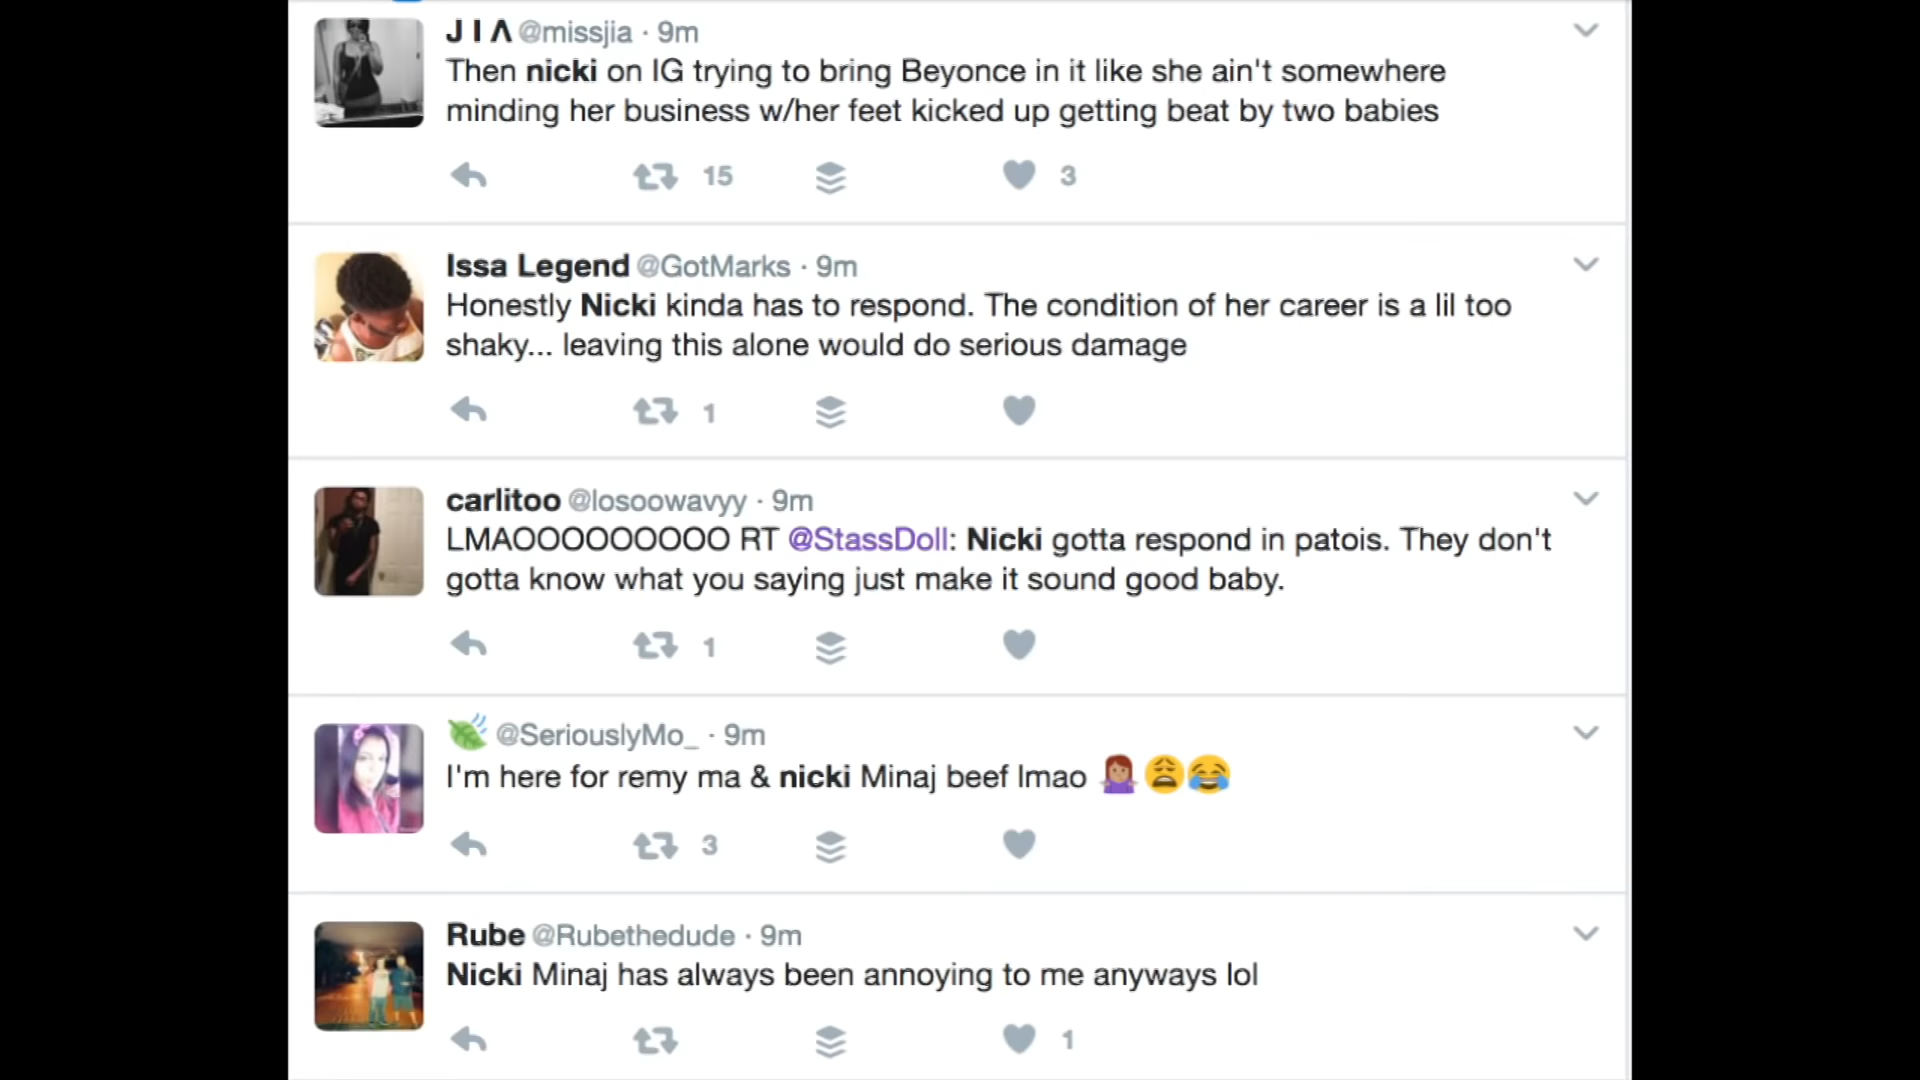 J I Λ @missjia · 9m
Then nicki on IG trying to bring Beyonce in it like she ain't somewhere
minding her business w/her feet kicked up getting beat by two babies
15 3
Issa Legend @GotMarks · 9m
Honestly Nicki kinda has to respond. The condition of her career is a lil too
shaky... leaving this alone would do serious damage
1
carlitoo @losoowavyy · 9m
LMAOOOOOOOOO RT @StassDoll: Nicki gotta respond in patois. They don't
gotta know what you saying just make it sound good baby.
1
🍃 @SeriouslyMo_ · 9m
I'm here for remy ma & nicki Minaj beef lmao 🤷🏽‍♀️😩😂
3
Rube @Rubethedude · 9m
Nicki Minaj has always been annoying to me anyways lol
1